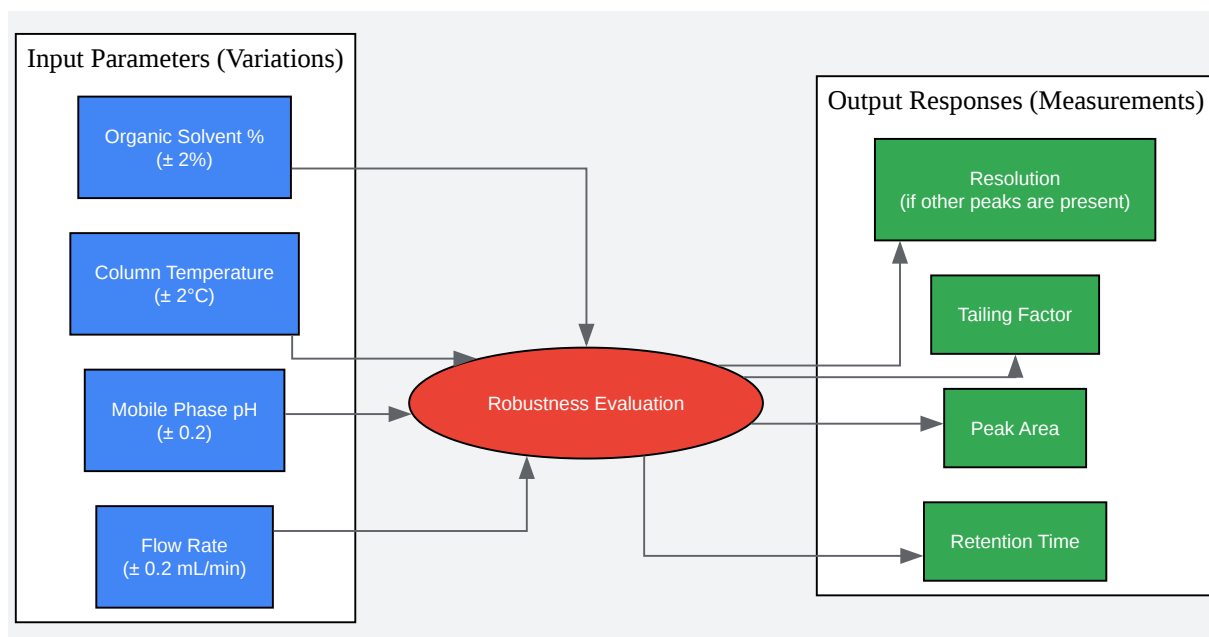 Input Parameters (Variations)
Organic Solvent %
(± 2%)
Column Temperature
(± 2°C)
Mobile Phase pH
(± 0.2)
Flow Rate
(± 0.2 mL/min)
Robustness Evaluation
Output Responses (Measurements)
Resolution
(if other peaks are present)
Tailing Factor
Peak Area
Retention Time